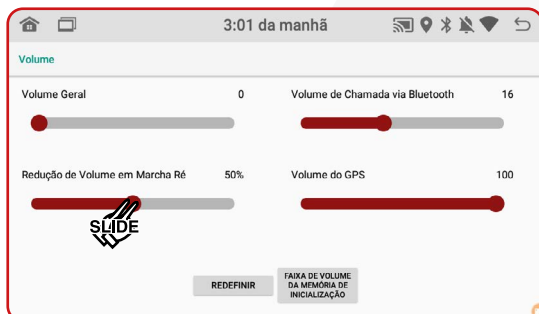 3:01 da manhã
Volume
Volume Geral 0
Volume de Chamada via Bluetooth 16
Redução de Volume em Marcha Ré 50%
Volume do GPS 100
SLIDE
REDEFINIR
FAIXA DE VOLUME
DA MEMÓRIA DE
INICIALIZAÇÃO